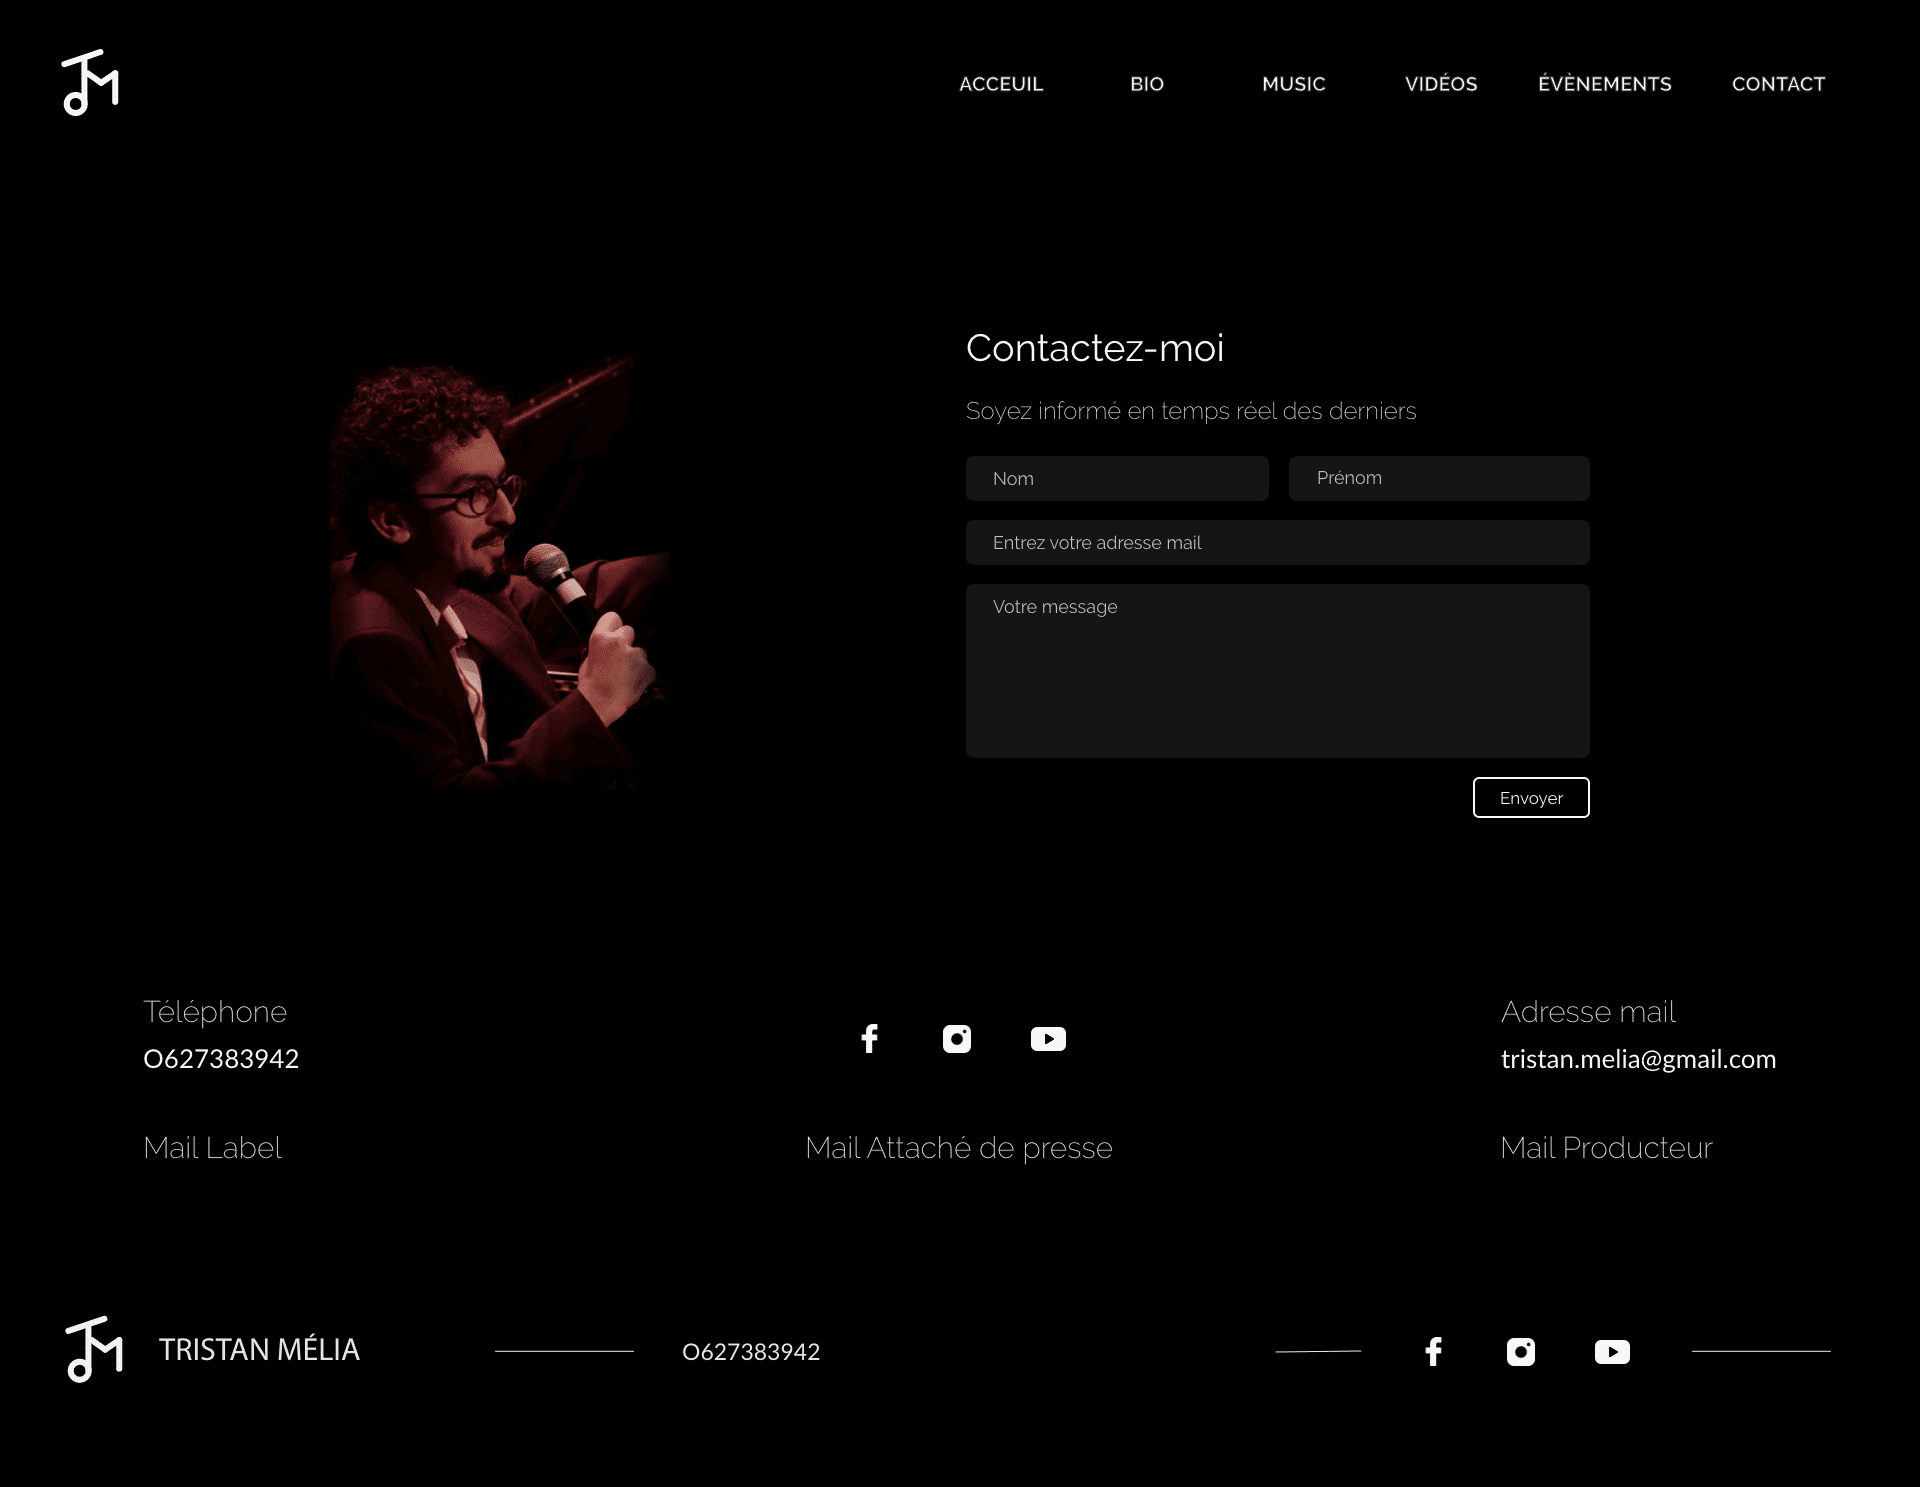 TM
ACCEUIL BIO MUSIC VIDÉOS ÉVÈNEMENTS CONTACT
Contactez-moi
Soyez informé en temps réel des derniers
Nom Prénom
Entrez votre adresse mail
Votre message
Envoyer
Téléphone
0627383942
Adresse mail
tristan.melia@gmail.com
Mail Label
Mail Attaché de presse
Mail Producteur
TM TRISTAN MÉLIA 0627383942